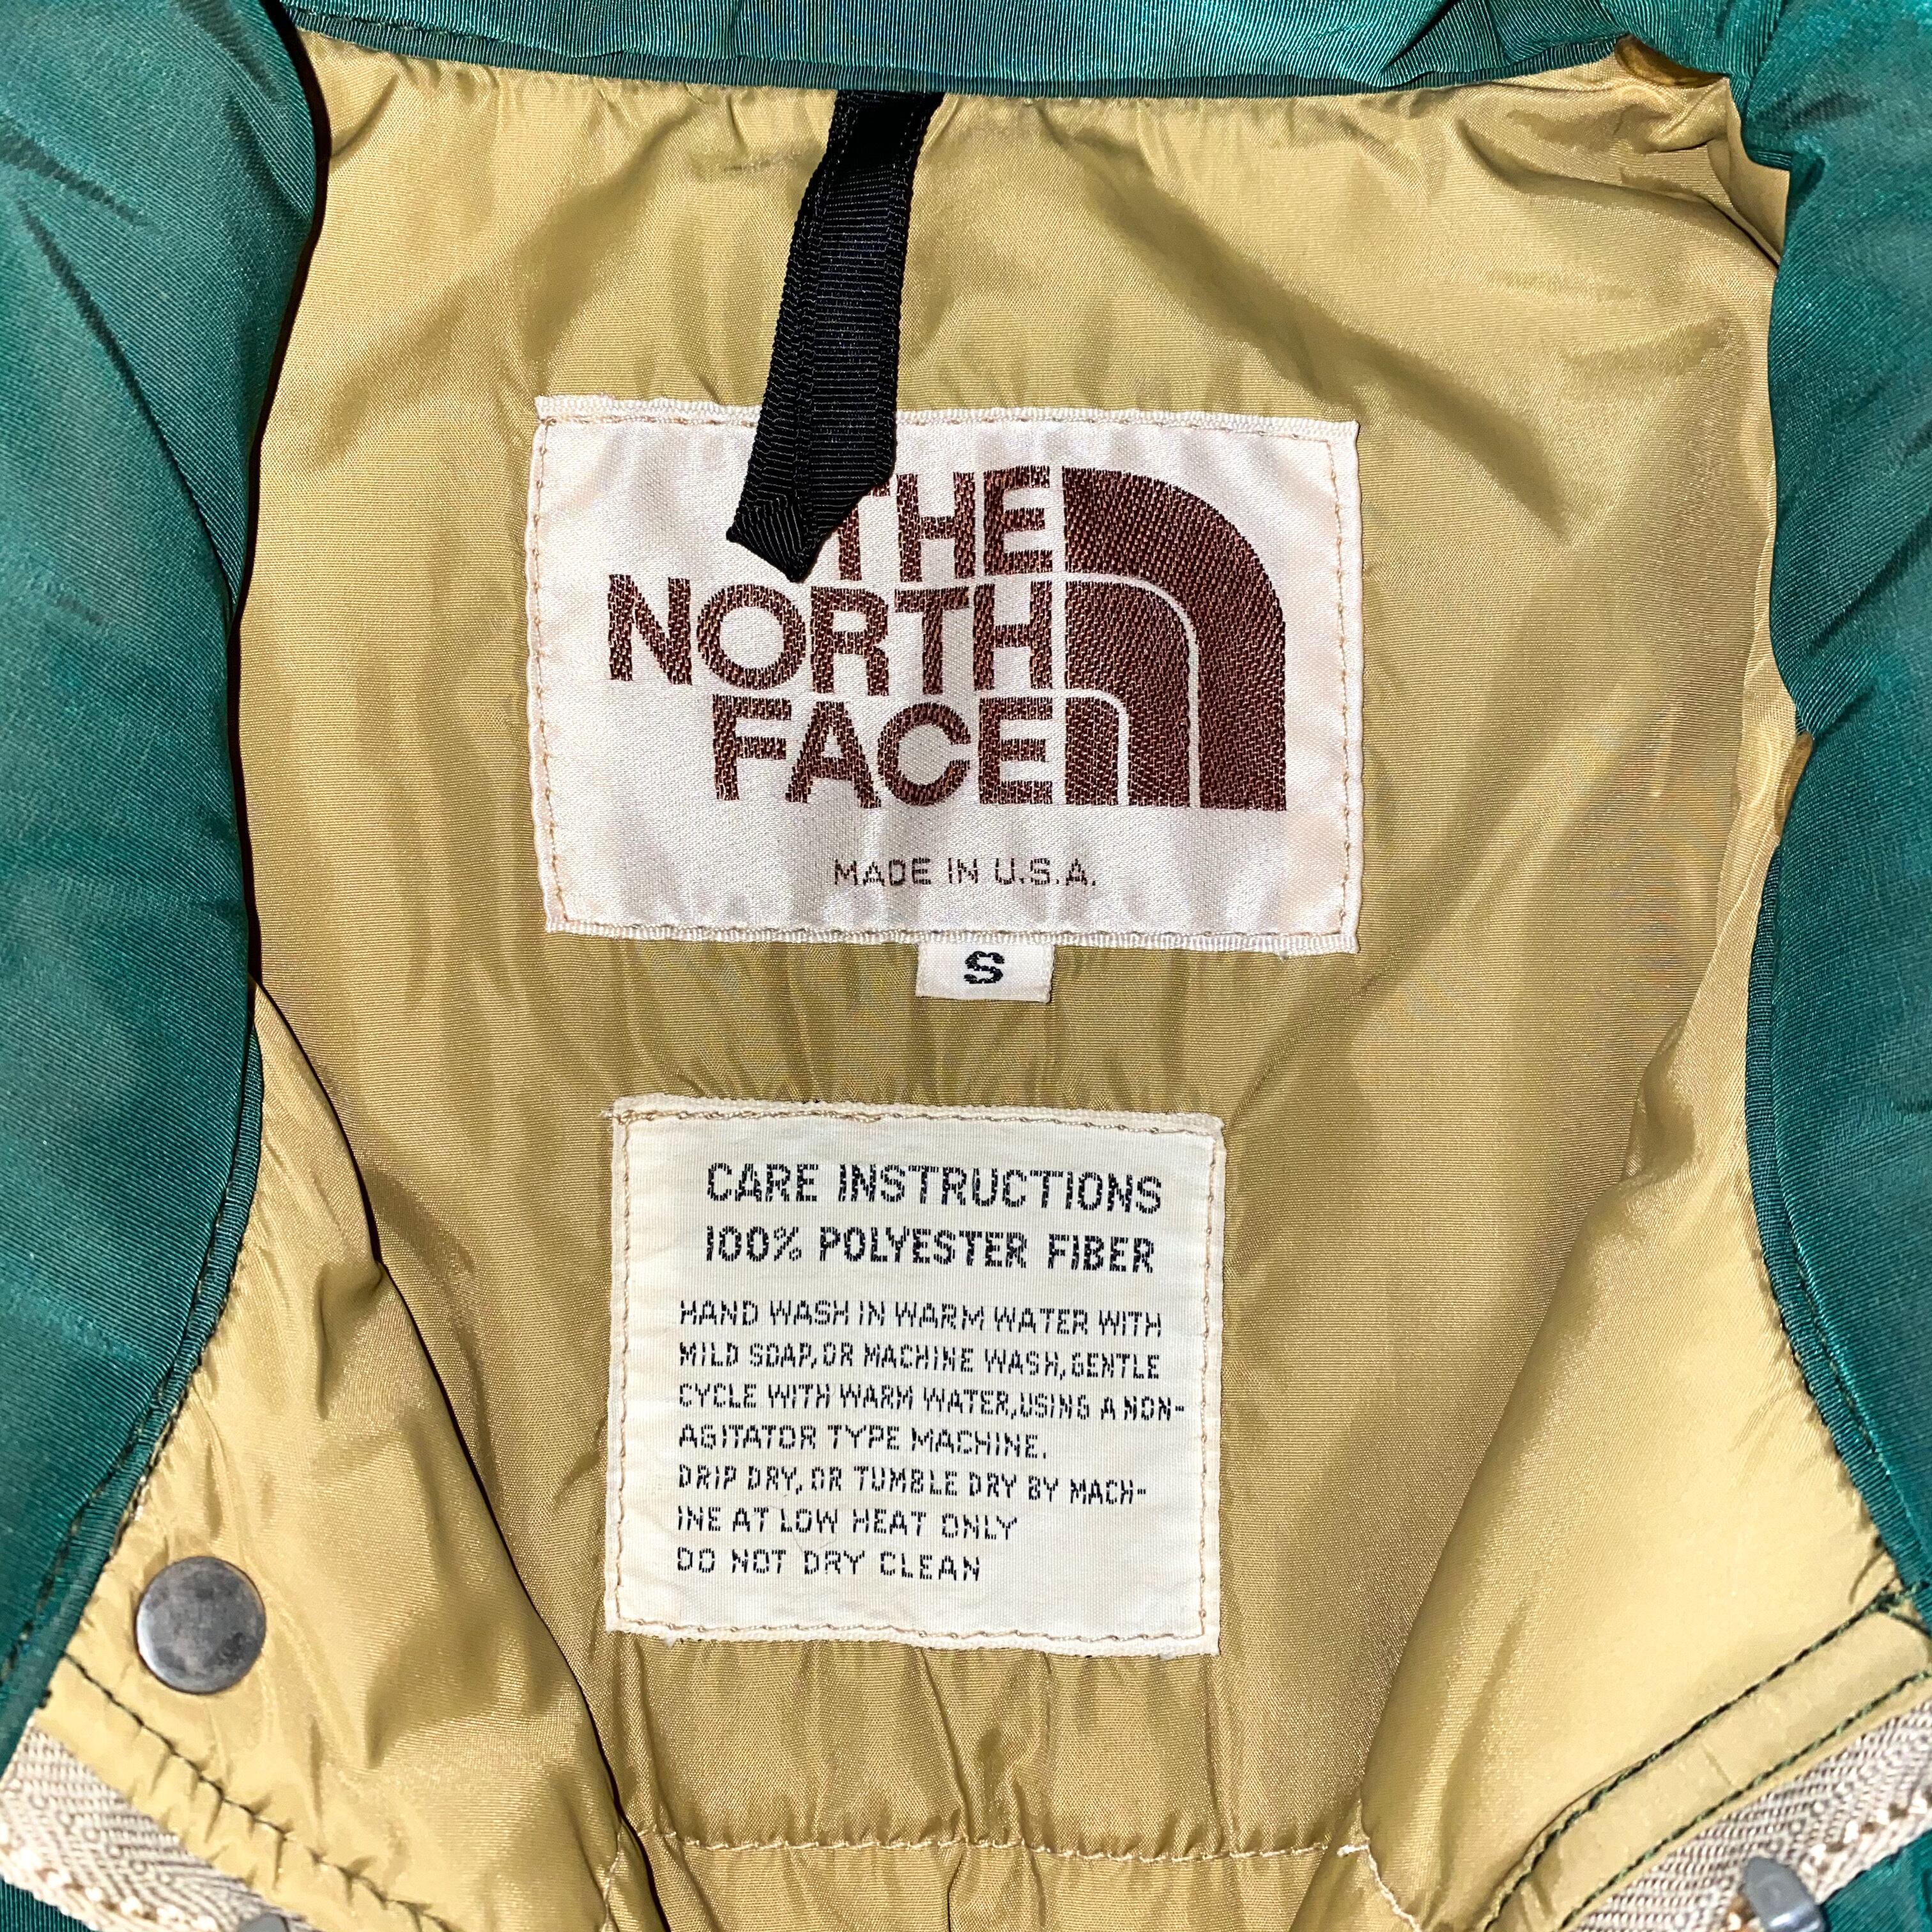 THE
NORTH
FACE
MADE IN U.S.A.
S
CARE INSTRUCTIONS
100% POLYESTER FIBER
HAND WASH IN WARM WATER WITH
MILD SOAP, OR MACHINE WASH, GENTLE
CYCLE WITH WARM WATER, USING A NON-
AGITATOR TYPE MACHINE.
DRIP DRY, OR TUMBLE DRY BY MACH-
INE AT LOW HEAT ONLY
DO NOT DRY CLEAN